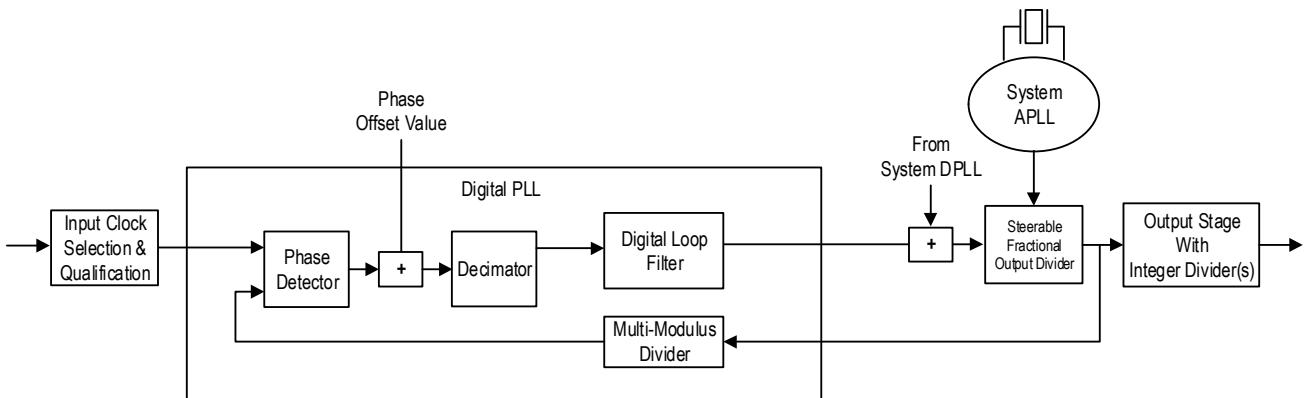 System
APLL
Phase
Offset Value
From
System DPLL
Digital PLL
Input Clock
Selection &
Qualification
Phase
Detector
+
Decimator
Digital Loop
Filter
+
Steerable
Fractional
Output Divider
Output Stage
With
Integer Divider(s)
Multi-Modulus
Divider